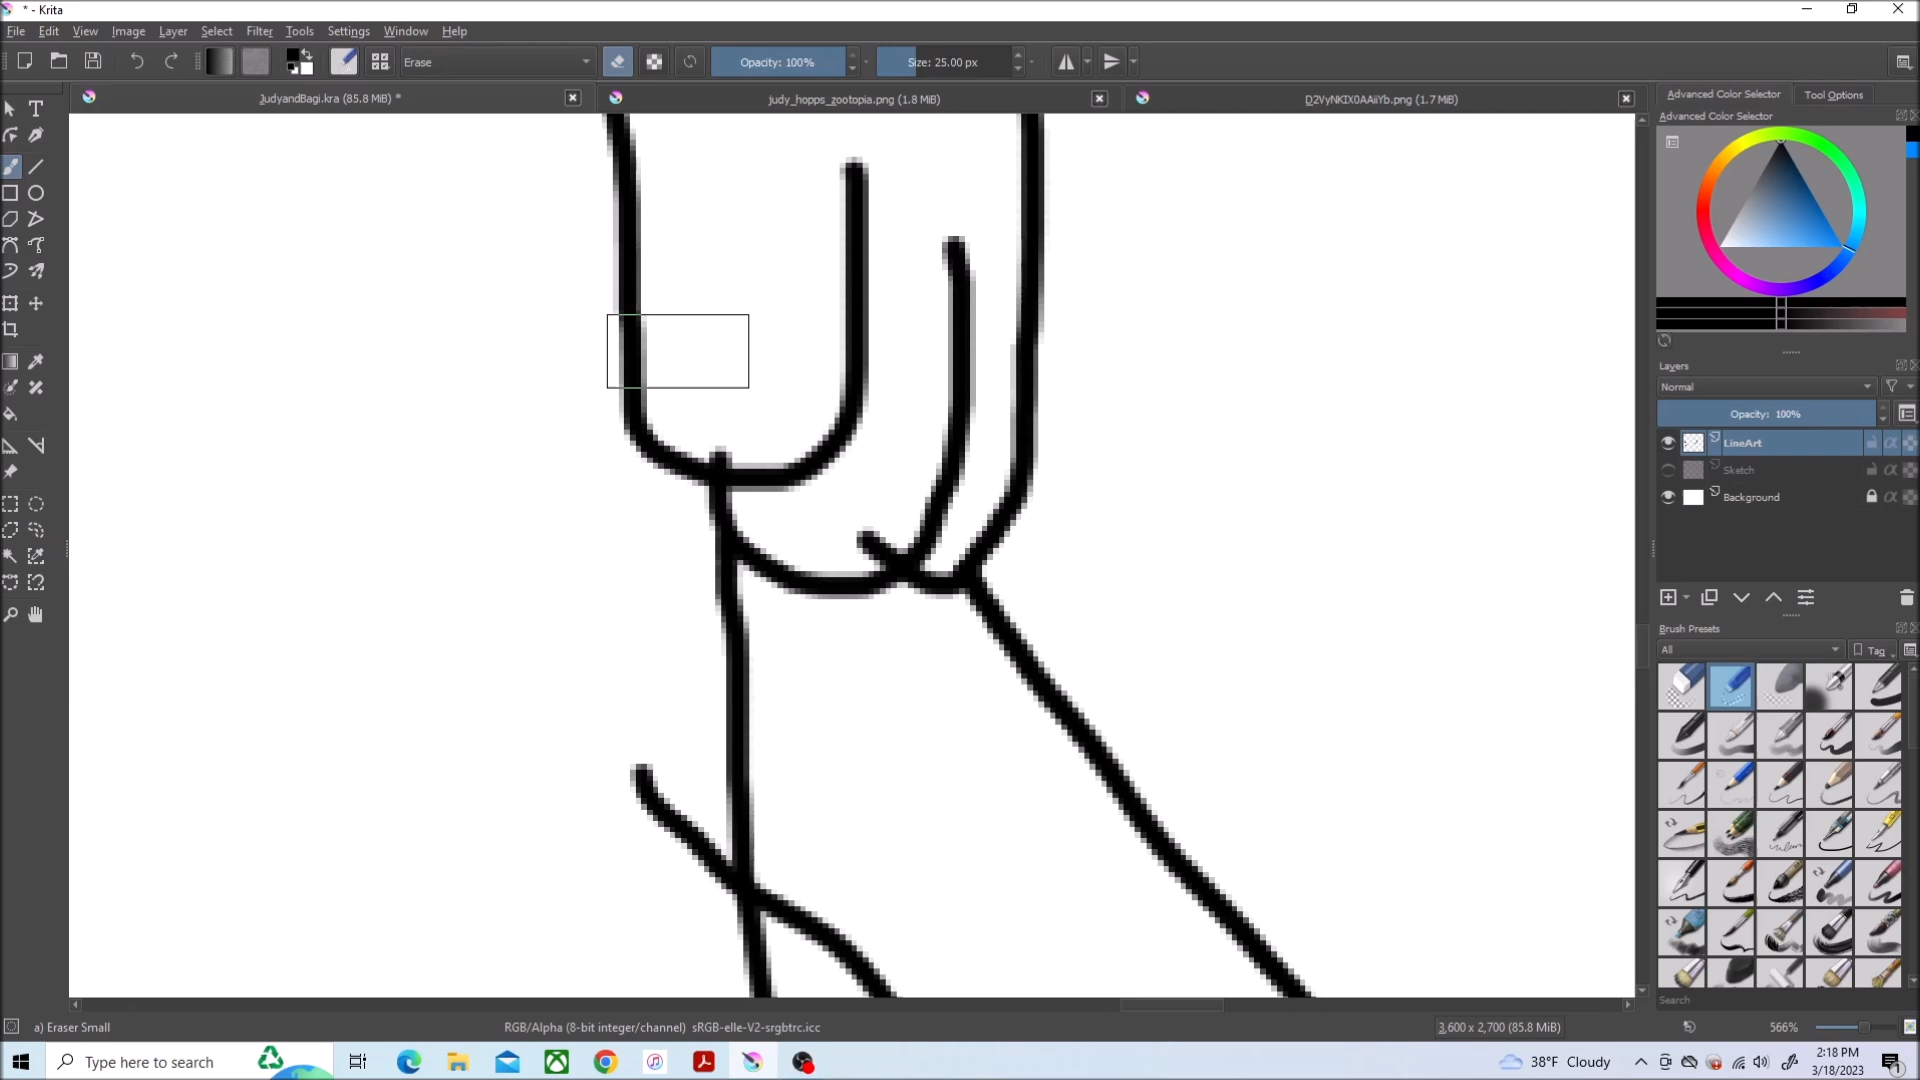 * - Krita
File Edit View Image Layer Select Filter Tools Settings Window Help
Erase Opacity: 100% Size: 25.00 px
JudyandBagi.kra (85.8 MiB) * judy_hopps_zootopia.png (1.8 MiB) D2VyNKIX0AAiiYb.png (1.7 MiB)
Advanced Color Selector Tool Options
Advanced Color Selector
Layers
Normal
Opacity: 100%
LineArt
Sketch
Background
Brush Presets
All Tag
Search
a) Eraser Small RGB/Alpha (8-bit integer/channel) sRGB-elle-V2-srgbtrc.icc 3,600 x 2,700 (85.8 MiB) 566%
Type here to search 38°F Cloudy 2:18 PM
3/18/2023 1